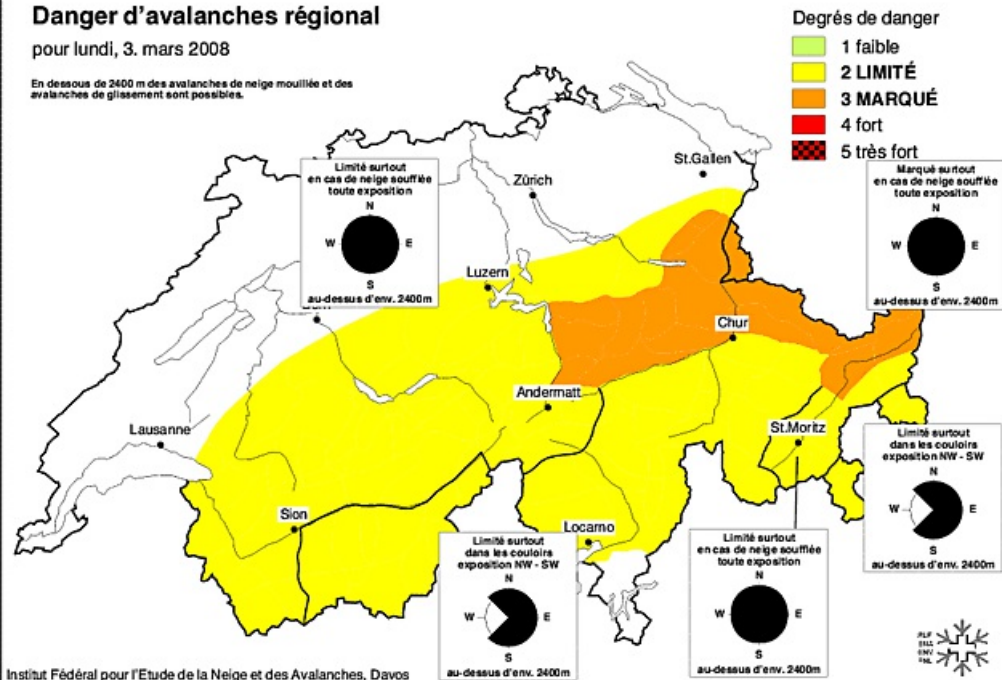 Danger d'avalanches régional
pour lundi, 3. mars 2008
En dessous de 2400 m des avalanches de neige mouillée et des
avalanches de glissement sont possibles.
Degrés de danger
1 faible
2 LIMITÉ
3 MARQUÉ
4 fort
5 très fort
Limité surtout
en cas de neige soufflée
toute exposition
N
W E
S
au-dessus d'env. 2400m
Zürich
St.Gallen
Marqué surtout
en cas de neige soufflée
toute exposition
N
W E
S
au-dessus d'env. 2400m
Luzern
Chur
Andermatt
Lausanne
St.Moritz
Limité surtout
dans les couloirs
exposition NW - SW
N
W E
S
au-dessus d'env. 2400m
Sion
Locarno
Limité surtout
dans les couloirs
exposition NW - SW
N
W E
S
au-dessus d'env. 2400m
Limité surtout
en cas de neige soufflée
toute exposition
N
W E
S
au-dessus d'env. 2400m
Institut Fédéral pour l'Etude de la Neige et des Avalanches, Davos